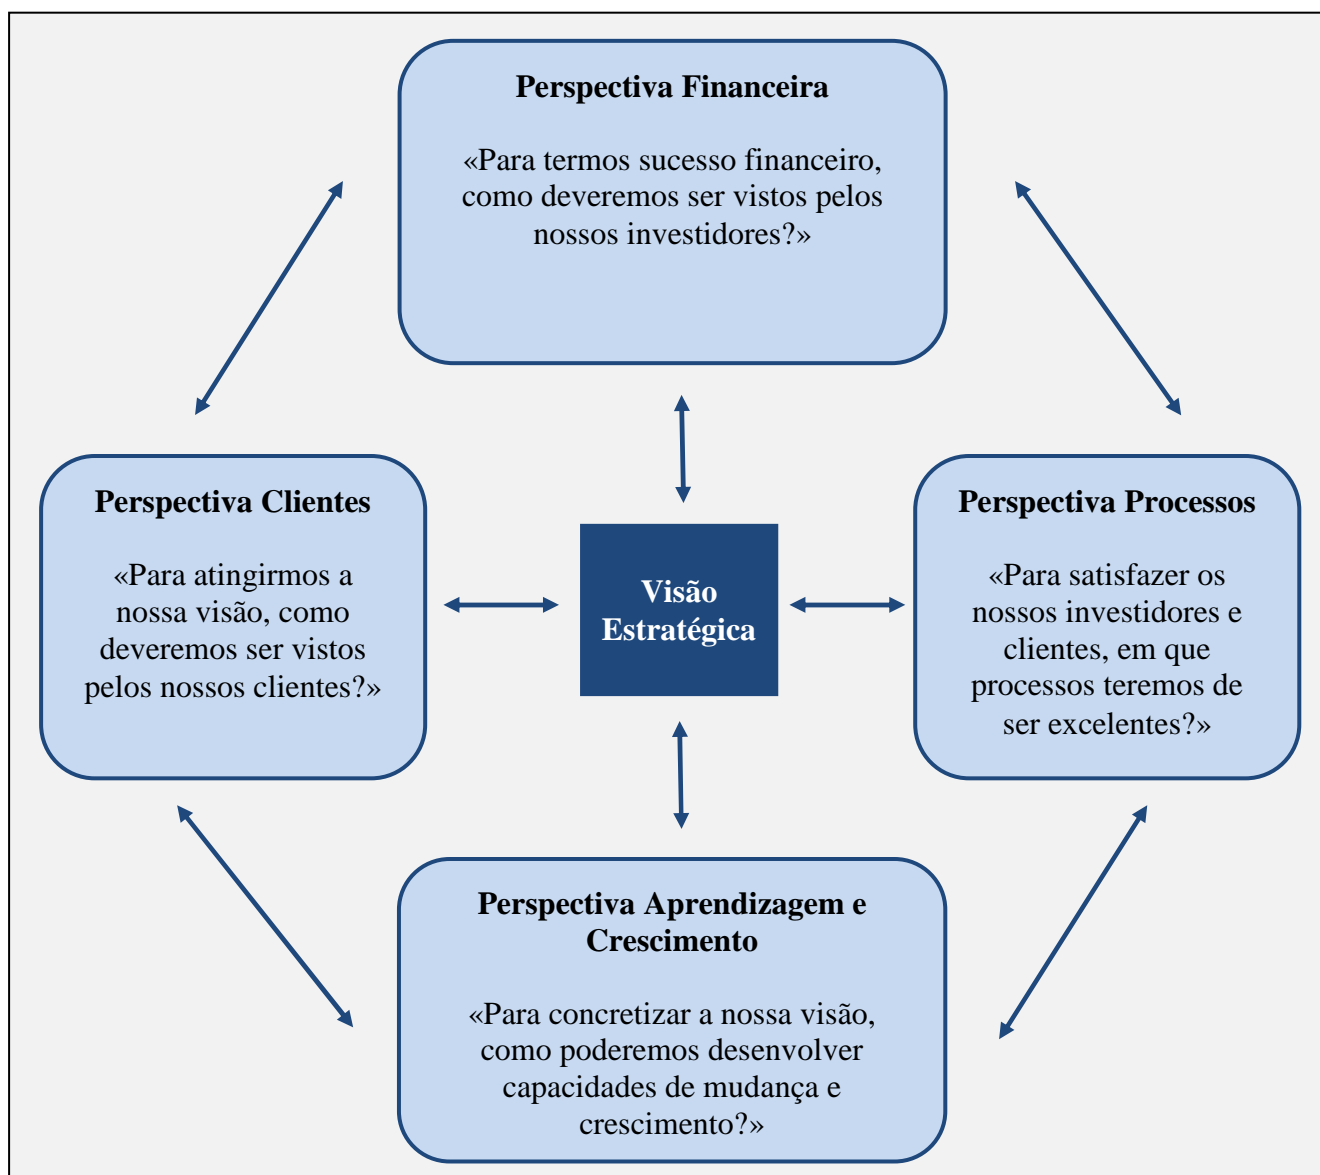 Perspectiva Financeira
«Para termos sucesso financeiro,
como deveremos ser vistos pelos
nossos investidores?»
Perspectiva Clientes
«Para atingirmos a
nossa visão, como
deveremos ser vistos
pelos nossos clientes?»
Visão
Estratégica
Perspectiva Processos
«Para satisfazer os
nossos investidores e
clientes, em que
processos teremos de
ser excelentes?»
Perspectiva Aprendizagem e
Crescimento
«Para concretizar a nossa visão,
como poderemos desenvolver
capacidades de mudança e
crescimento?»